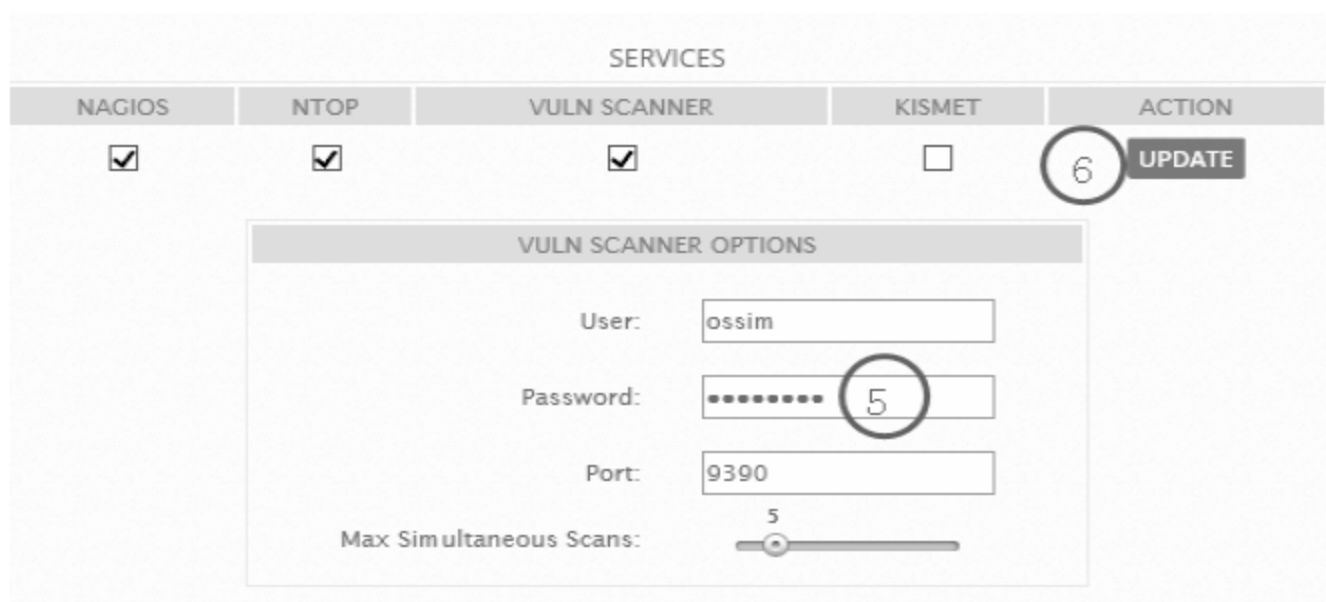 SERVICES
NAGIOS NTOP VULN SCANNER KISMET ACTION
6 UPDATE
VULN SCANNER OPTIONS
User: ossim
Password: •••••••• 5
Port: 9390
5
Max Simultaneous Scans: